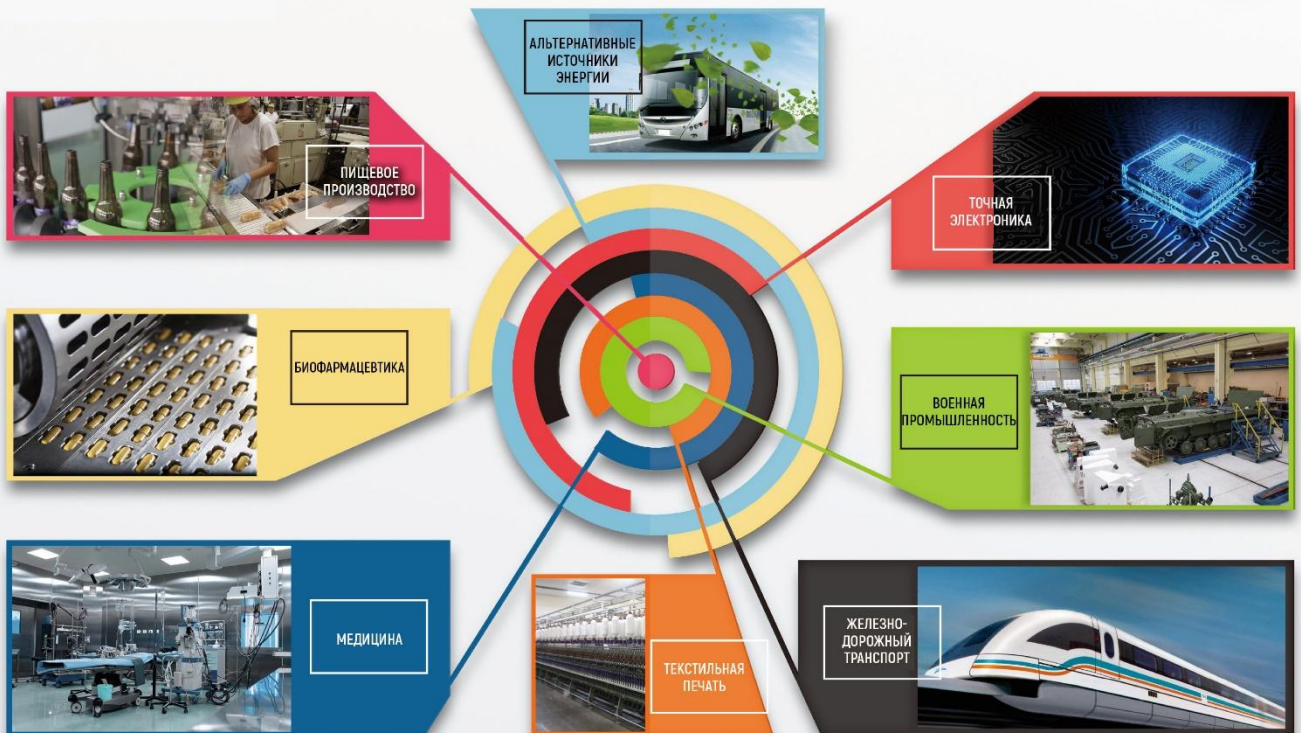 АЛЬТЕРНАТИВНЫЕ
ИСТОЧНИКИ
ЭНЕРГИИ
ПИЩЕВОЕ
ПРОИЗВОДСТВО
ТОЧНАЯ
ЭЛЕКТРОНИКА
БИОФАРМАЦЕВТИКА
ВОЕННАЯ
ПРОМЫШЛЕННОСТЬ
МЕДИЦИНА
ТЕКСТИЛЬНАЯ
ПЕЧАТЬ
ЖЕЛЕЗНО-
ДОРОЖНЫЙ
ТРАНСПОРТ